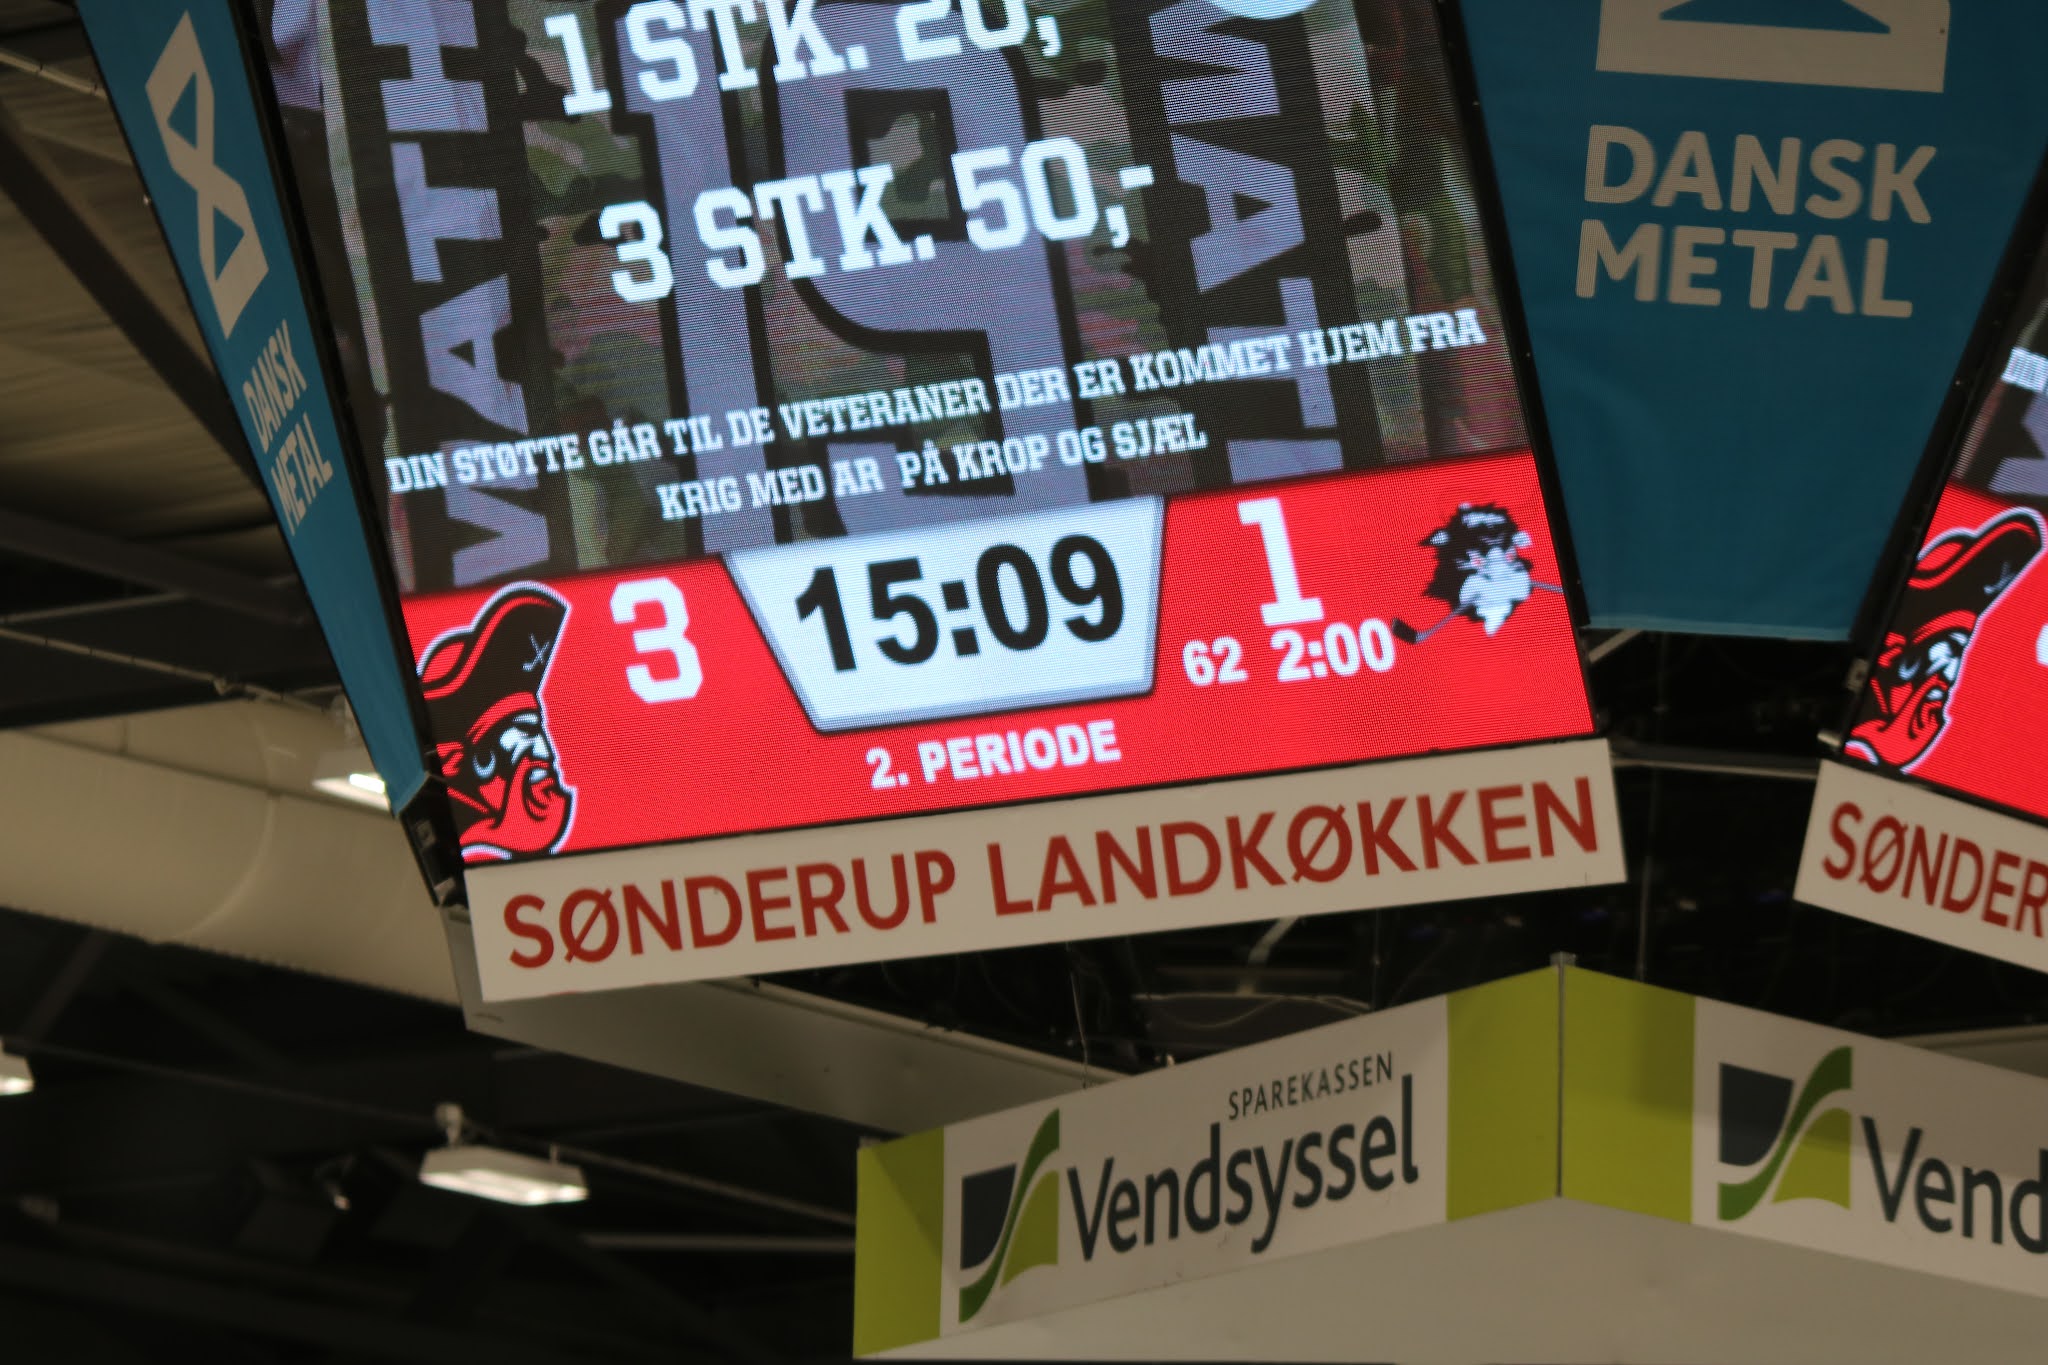 1 STK. 20,
3 STK. 50,-
DIN STØTTE GÅR TIL DE VETERANER DER ER KOMMET HJEM FRA
KRIG MED AR PÅ KROP OG SJÆL
3
15:09
1
62 2:00
2. PERIODE
SØNDERUP LANDKØKKEN
DANSK
METAL
DANSK
METAL
DIN
SØNDER
SPAREKASSEN
Vendsyssel
Vend